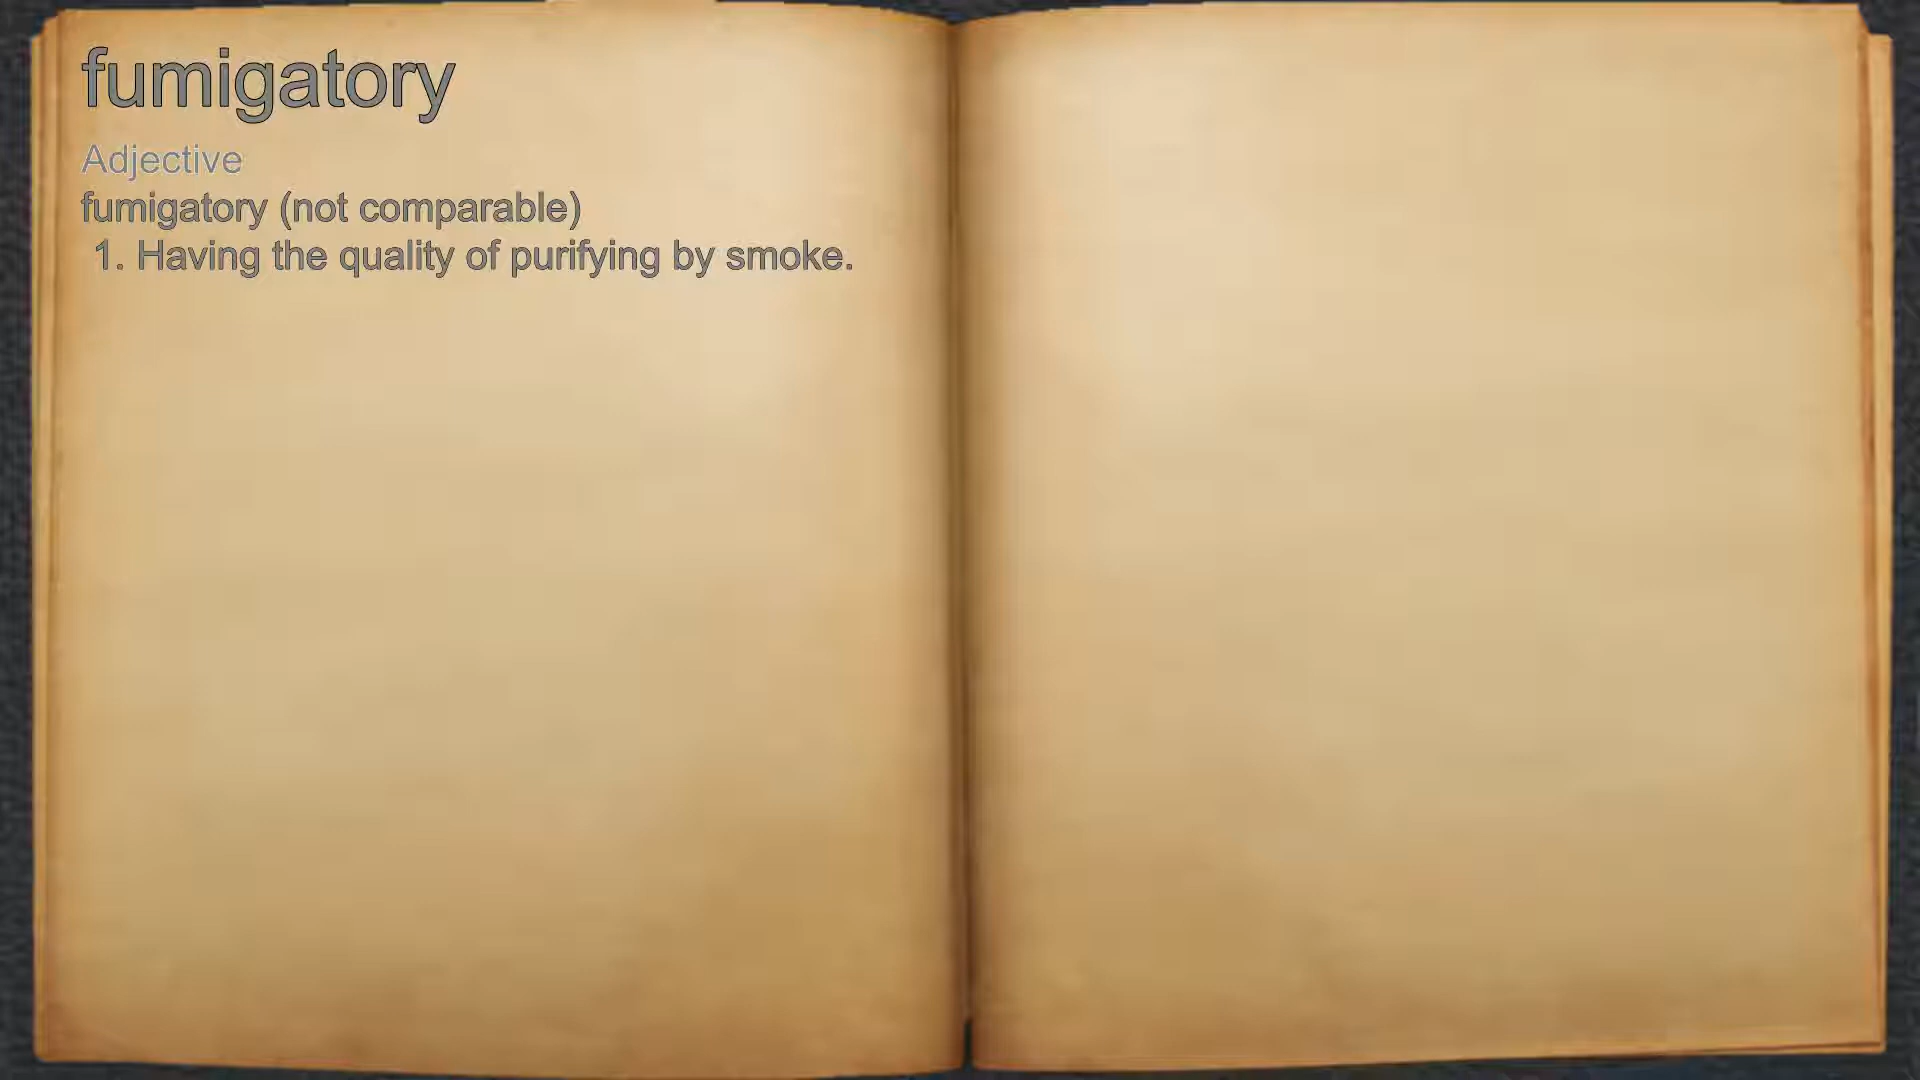 fumigatory
Adjective
fumigatory (not comparable)
1. Having the quality of purifying by smoke.